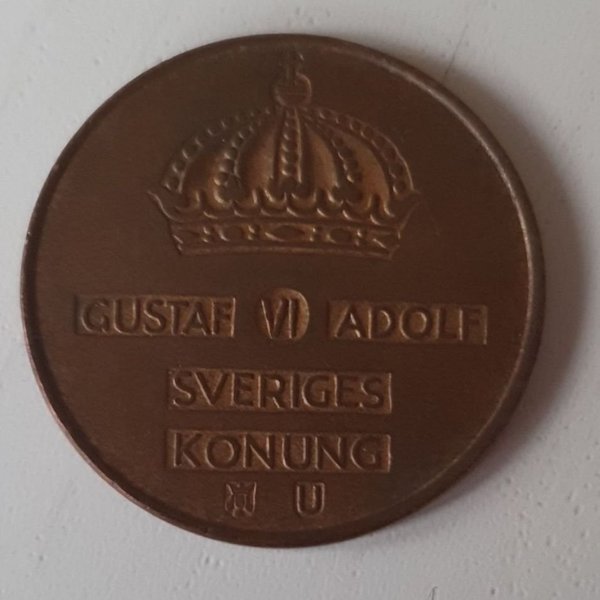 GUSTAF VI ADOLF
SVERIGES
KONUNG
U